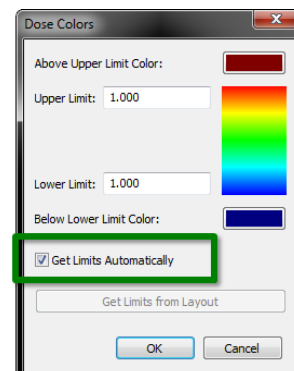 Dose Colors
Above Upper Limit Color:
Upper Limit: 1.000
Lower Limit: 1.000
Below Lower Limit Color:
Get Limits Automatically
Get Limits from Layout
OK Cancel